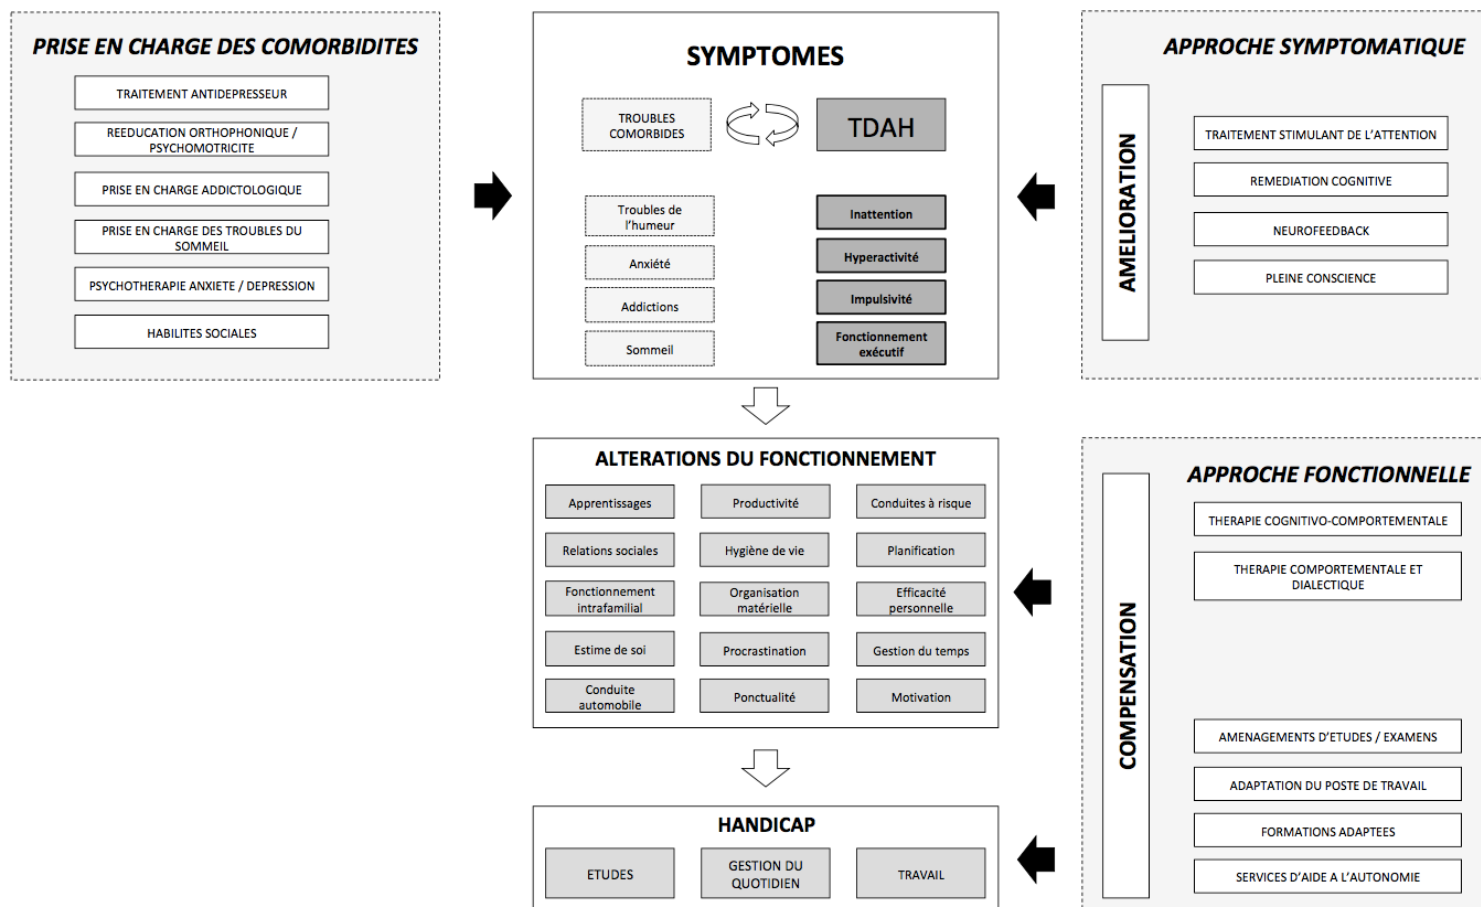 PRISE EN CHARGE DES COMORBIDITES
TRAITEMENT ANTIDEPRESSEUR
REEDUCATION ORTHOPHONIQUE /
PSYCHOMOTRICITE
PRISE EN CHARGE ADDICTOLOGIQUE
PRISE EN CHARGE DES TROUBLES DU
SOMMEIL
PSYCHOTHERAPIE ANXIETE / DEPRESSION
HABILITES SOCIALES
SYMPTOMES
TROUBLES
COMORBIDES
TDAH
Troubles de
l'humeur
Anxiété
Addictions
Sommeil
Inattention
Hyperactivité
Impulsivité
Fonctionnement
exécutif
APPROCHE SYMPTOMATIQUE
AMELIORATION
TRAITEMENT STIMULANT DE L'ATTENTION
REMEDIATION COGNITIVE
NEUROFEEDBACK
PLEINE CONSCIENCE
ALTERATIONS DU FONCTIONNEMENT
Apprentissages
Productivité
Conduites à risque
Relations sociales
Hygiène de vie
Planification
Fonctionnement
intrafamilial
Organisation
matérielle
Efficacité
personnelle
Estime de soi
Procrastination
Gestion du temps
Conduite
automobile
Ponctualité
Motivation
APPROCHE FONCTIONNELLE
COMPENSATION
THERAPIE COGNITIVO-COMPORTEMENTALE
THERAPIE COMPORTEMENTALE ET
DIALECTIQUE
AMENAGEMENTS D'ETUDES / EXAMENS
ADAPTATION DU POSTE DE TRAVAIL
FORMATIONS ADAPTEES
SERVICES D'AIDE A L'AUTONOMIE
HANDICAP
ETUDES
GESTION DU
QUOTIDIEN
TRAVAIL